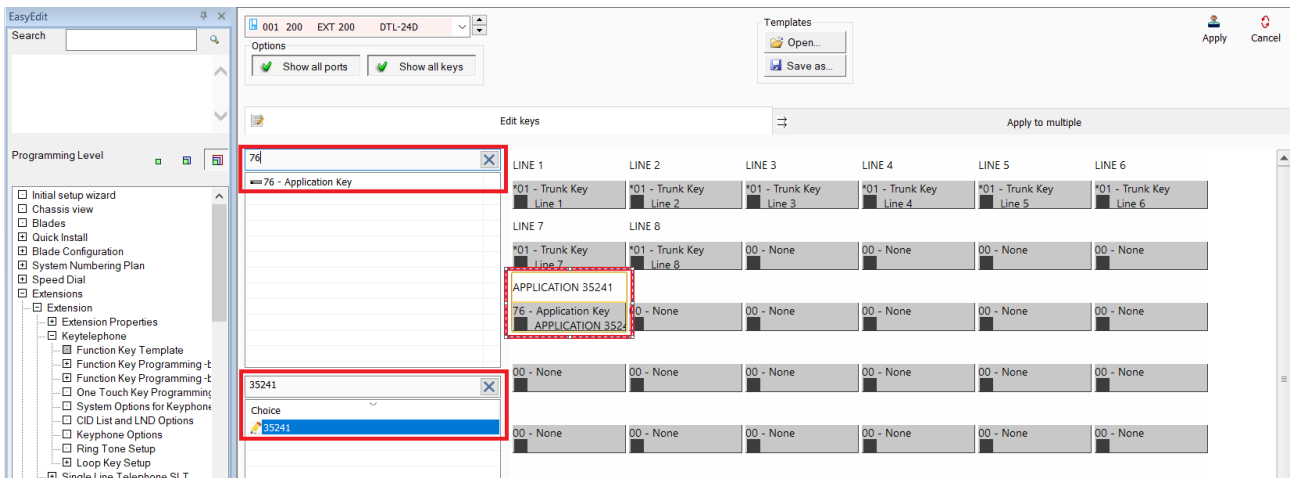 EasyEdit
Search
Programming Level
Initial setup wizard
Chassis view
Blades
Quick Install
Blade Configuration
System Numbering Plan
Speed Dial
Extensions
Extension
Extension Properties
Keytelephone
Function Key Template
Function Key Programming -b
Function Key Programming -b
One Touch Key Programming
System Options for Keyphone
CID List and LND Options
Keyphone Options
Ring Tone Setup
Loop Key Setup
Single Line Telephone SLT
001 200 EXT 200 DTL-24D
Options
Show all ports Show all keys
Templates
Open...
Save as...
Apply Cancel
Edit keys Apply to multiple
76
76 - Application Key
35241
Choice
35241
LINE 1 LINE 2 LINE 3 LINE 4 LINE 5 LINE 6
*01 - Trunk Key *01 - Trunk Key *01 - Trunk Key *01 - Trunk Key *01 - Trunk Key *01 - Trunk Key
Line 1 Line 2 Line 3 Line 4 Line 5 Line 6
LINE 7 LINE 8
*01 - Trunk Key *01 - Trunk Key 00 - None 00 - None 00 - None 00 - None
Line 7 Line 8
APPLICATION 35241
76 - Application Key 00 - None 00 - None 00 - None 00 - None 00 - None
APPLICATION 3524
00 - None 00 - None 00 - None 00 - None 00 - None 00 - None
00 - None 00 - None 00 - None 00 - None 00 - None 00 - None